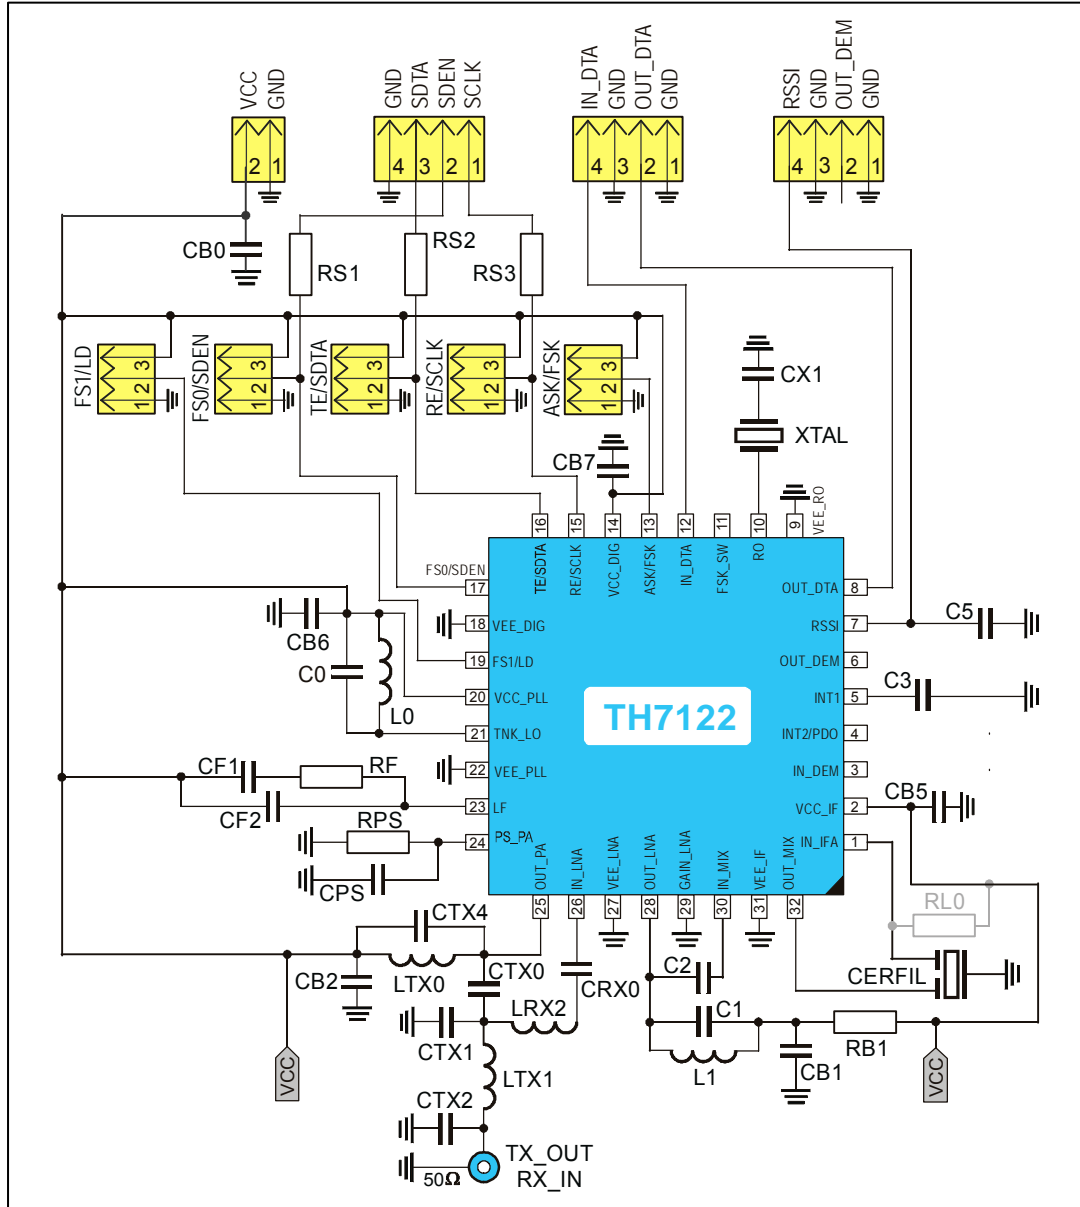 VCC
GND
GND
SDTA
SDEN
SCLK
IN_DTA
GND
OUT_DTA
GND
RSSI
GND
OUT_DEM
GND
2 1
4 3 2 1
4 3 2 1
4 3 2 1
CB0
RS1
RS2
RS3
FS1/LD
1 2 3
FS0/SDEN
1 2 3
TE/SDTA
1 2 3
RE/SCLK
1 2 3
ASK/FSK
1 2 3
CX1
XTAL
CB7
VEE_RO
16 15 14 13 12 11 10 9
TE/SDTA
RE/SCLK
VCC_DIG
ASK/FSK
IN_DTA
FSK_SW
RO
FS0/SDEN
17
OUT_DTA 8
18 VEE_DIG
RSSI 7
C5
CB6
19 FS1/LD
OUT_DEM 6
C0
20 VCC_PLL
INT1 5
C3
L0
TH7122
21 TNK_LO
INT2/PDO 4
22 VEE_PLL
IN_DEM 3
CF1
RF
CF2
23 LF
VCC_IF 2
CB5
RPS
24 PS_PA
IN_IFA 1
CPS
OUT_PA
IN_LNA
VEE_LNA
OUT_LNA
GAIN_LNA
IN_MIX
VEE_IF
OUT_MIX
25 26 27 28 29 30 31 32
RL0
CTX4
CB2
LTX0
CTX0
CRX0
C2
CERFIL
LRX2
C1
CTX1
RB1
L1
CB1
LTX1
VCC
VCC
CTX2
TX_OUT
50Ω
RX_IN